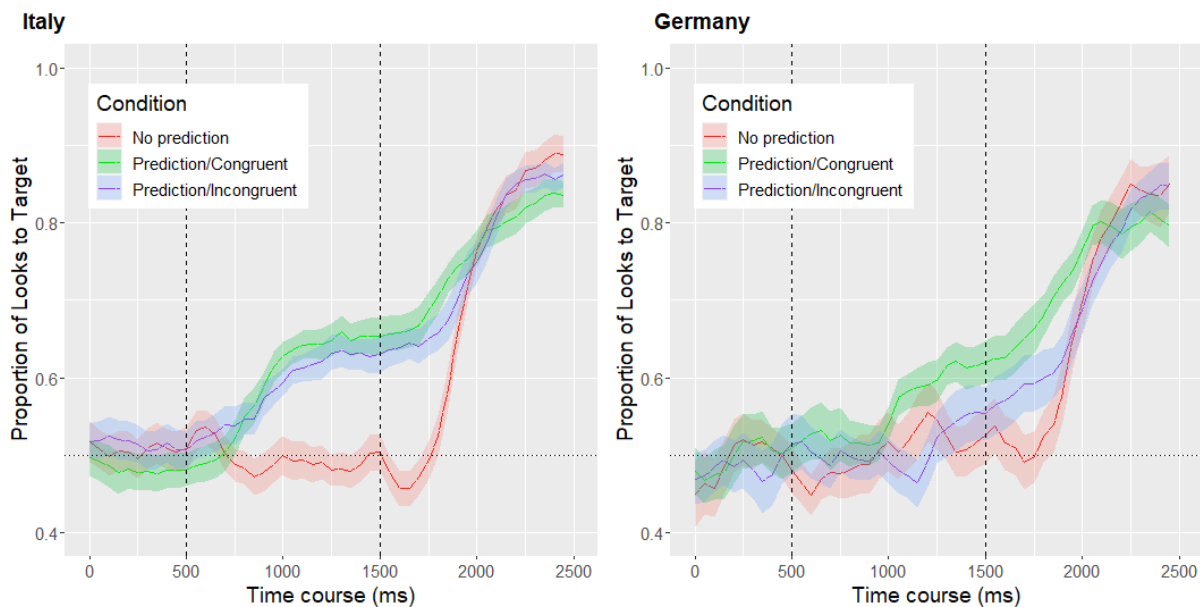 Italy
Germany
Proportion of Looks to Target
1.0
0.8
0.6
0.4
Condition
No prediction
Prediction/Congruent
Prediction/Incongruent
0 500 1000 1500 2000 2500
Time course (ms)
Proportion of Looks to Target
1.0
0.8
0.6
0.4
Condition
No prediction
Prediction/Congruent
Prediction/Incongruent
0 500 1000 1500 2000 2500
Time course (ms)